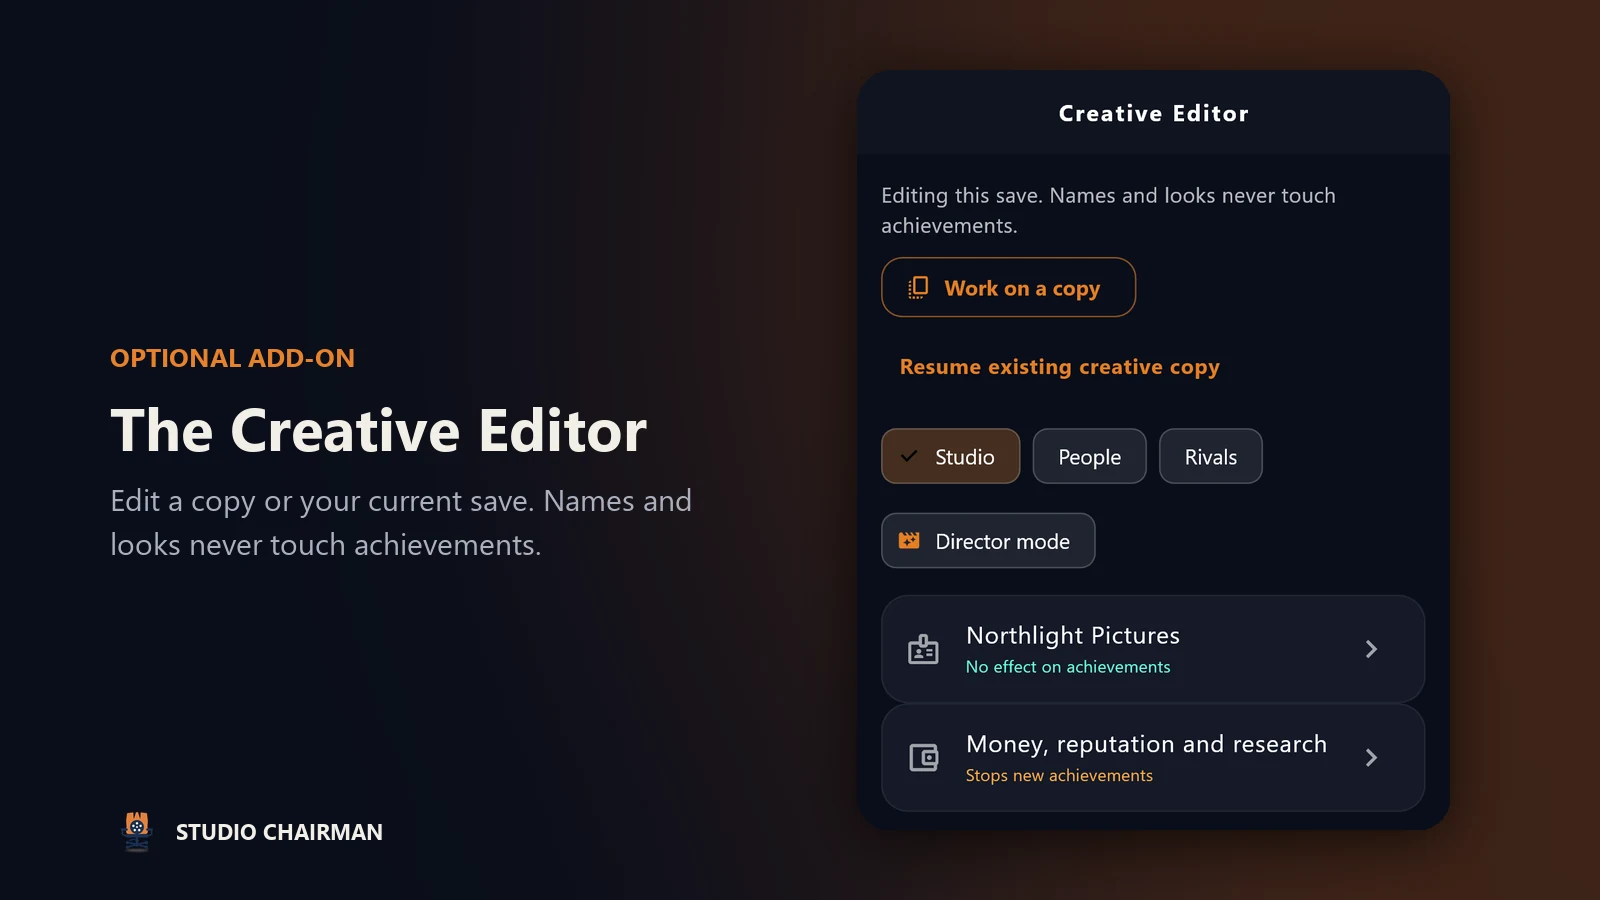 OPTIONAL ADD-ON
The Creative Editor
Edit a copy or your current save. Names and
looks never touch achievements.
STUDIO CHAIRMAN
Creative Editor
Editing this save. Names and looks never touch
achievements.
Work on a copy
Resume existing creative copy
Studio People Rivals
Director mode
Northlight Pictures
No effect on achievements
Money, reputation and research
Stops new achievements